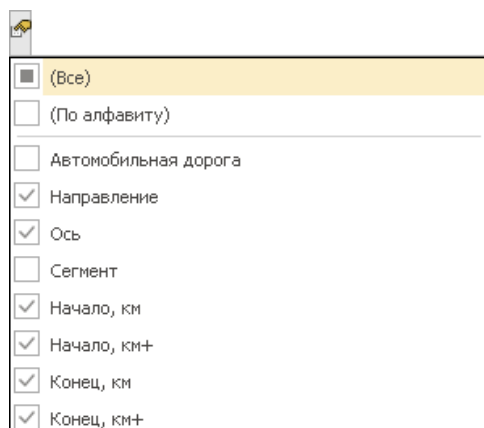 (Все)
(По алфавиту)
Автомобильная дорога
Направление
Ось
Сегмент
Начало, км
Начало, км+
Конец, км
Конец, км+